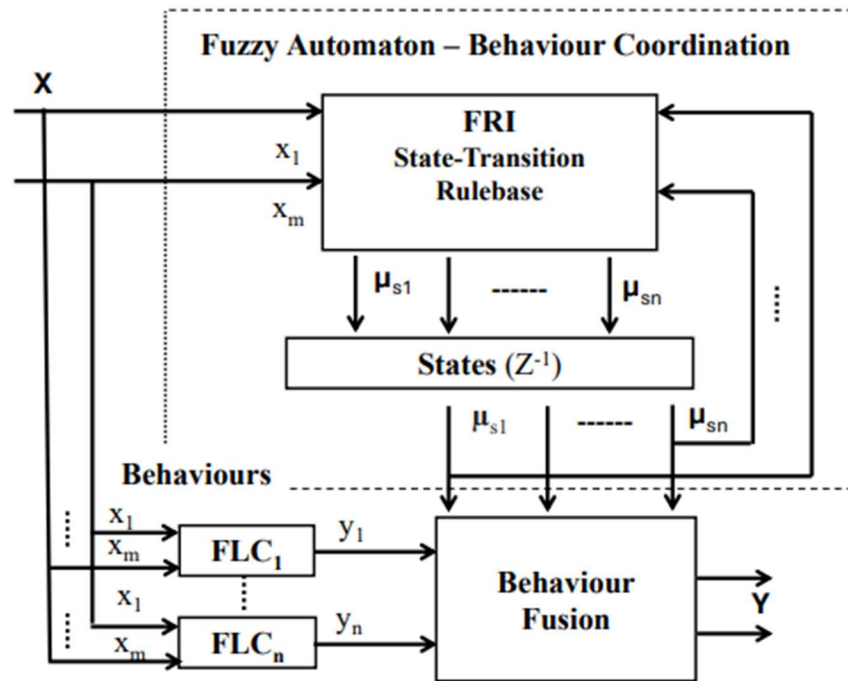 Fuzzy Automaton – Behaviour Coordination
X
FRI
State-Transition
Rulebase
x₁
xₘ
μₛ₁
------
μₛₙ
States (Z⁻¹)
μₛ₁
------
μₛₙ
Behaviours
x₁
xₘ
FLC₁
y₁
x₁
xₘ
FLCₙ
yₙ
Behaviour
Fusion
Y